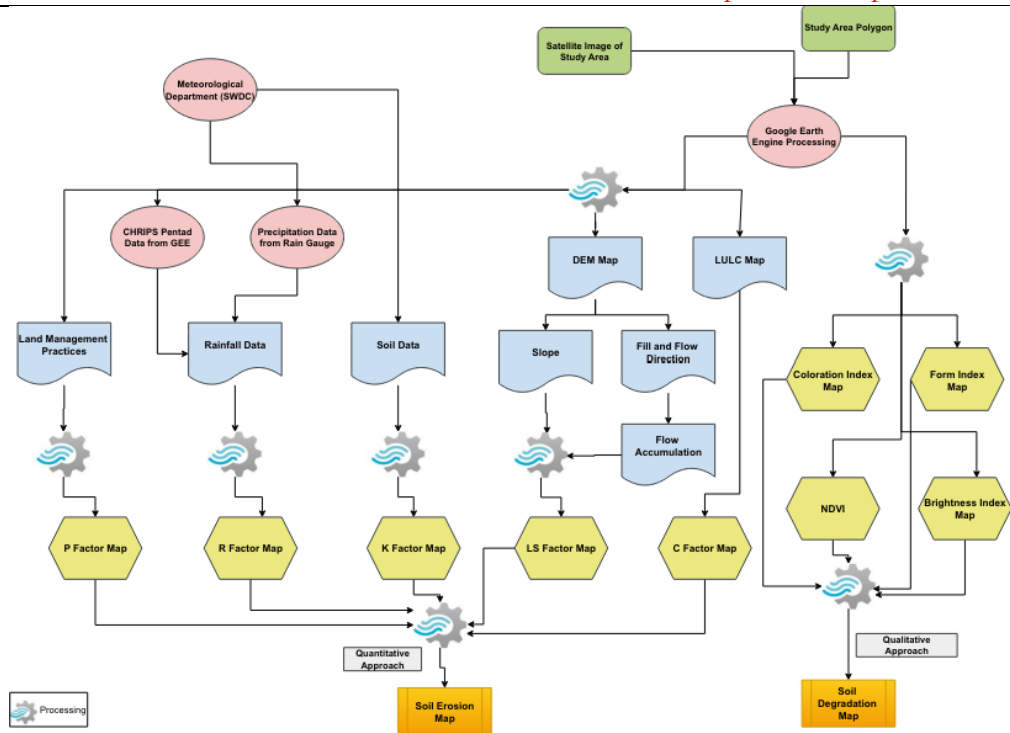 Study Area Polygon
Satellite Image of
Study Area
Meteorological
Department (SWDC)
Google Earth
Engine Processing
CHRIPS Pentad
Data from GEE
Precipitation Data
from Rain Gauge
DEM Map
LULC Map
Land Management
Practices
Rainfall Data
Soil Data
Slope
Fill and Flow
Direction
Coloration Index
Map
Form Index
Map
Flow
Accumulation
NDVI
Brightness Index
Map
P Factor Map
R Factor Map
K Factor Map
LS Factor Map
C Factor Map
Quantitative
Approach
Qualitative
Approach
Soil Erosion
Map
Soil
Degradation
Map
Processing